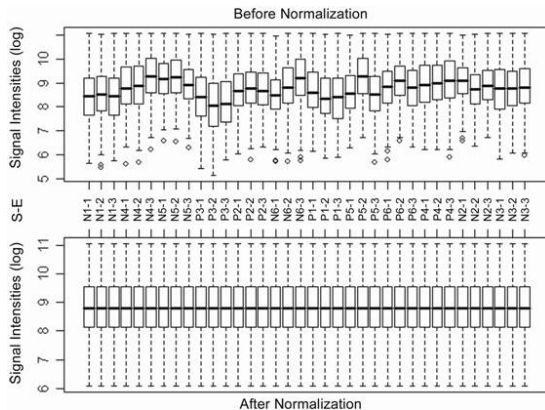 Before Normalization
Signal Intensities (log)
11
10
9
8
7
6
5
S-E
N1-1
N1-2
N1-3
N4-1
N4-2
N4-3
N5-1
N5-2
N5-3
P3-1
P3-2
P3-3
P2-1
P2-2
P2-3
N6-1
N6-2
N6-3
P1-1
P1-2
P1-3
P5-1
P5-2
P5-3
P6-1
P6-2
P6-3
P4-1
P4-2
P4-3
N2-1
N2-2
N2-3
N3-1
N3-2
N3-3
Signal Intensities (log)
11
10
9
8
7
6
After Normalization